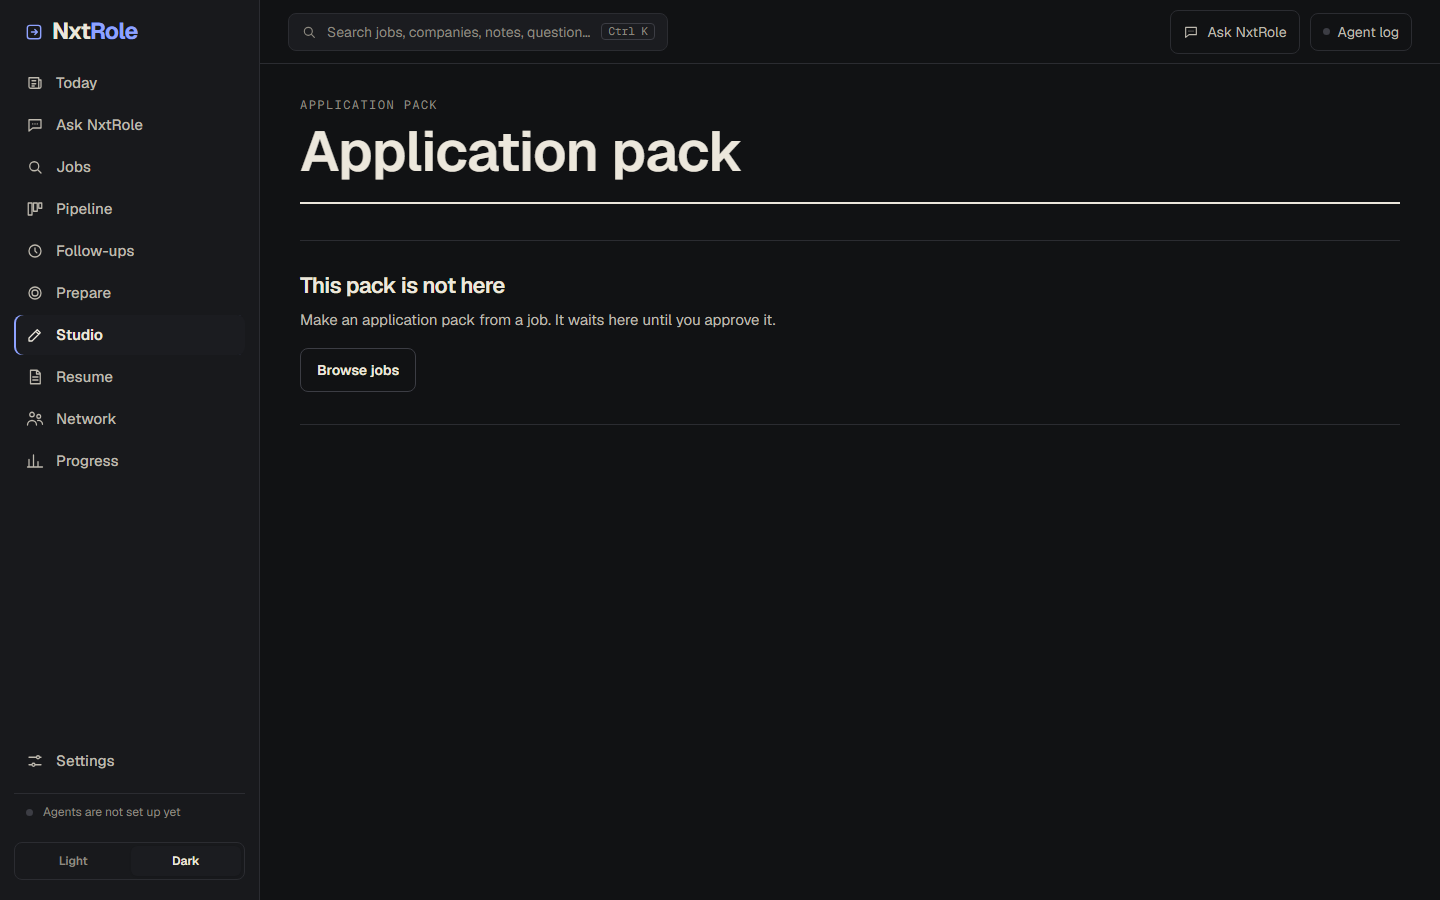 NxtRole
Today
Ask NxtRole
Jobs
Pipeline
Follow-ups
Prepare
Studio
Resume
Network
Progress
Settings
Agents are not set up yet
Light Dark
Search jobs, companies, notes, question… Ctrl K
Ask NxtRole
Agent log
APPLICATION PACK
Application pack
This pack is not here
Make an application pack from a job. It waits here until you approve it.
Browse jobs